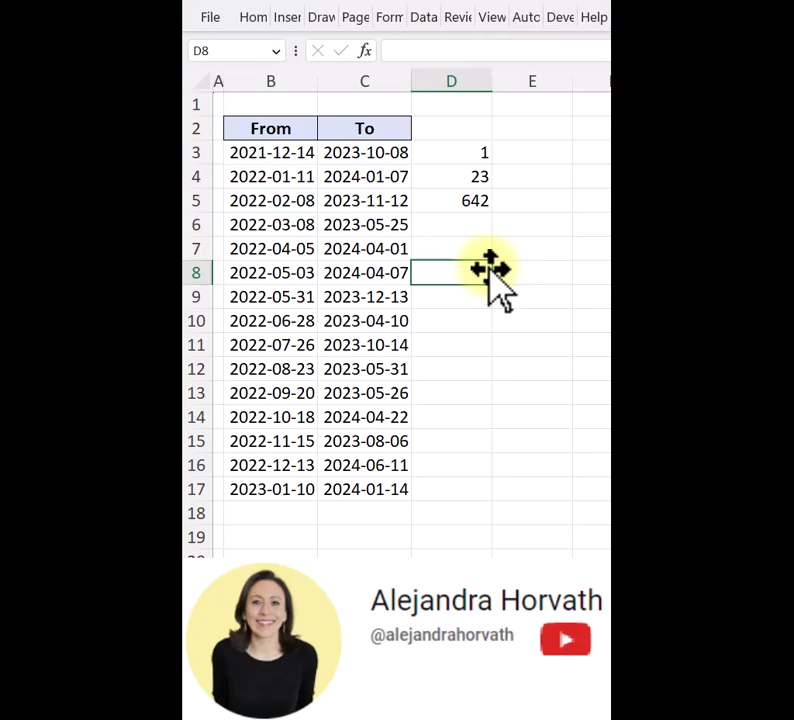 File Hom Inser Draw Page Form Data Revi View Auto Deve Help
D8 fx
A B C D E
1
2 From To
3 2021-12-14 2023-10-08 1
4 2022-01-11 2024-01-07 23
5 2022-02-08 2023-11-12 642
6 2022-03-08 2023-05-25
7 2022-04-05 2024-04-01
8 2022-05-03 2024-04-07
9 2022-05-31 2023-12-13
10 2022-06-28 2023-04-10
11 2022-07-26 2023-10-14
12 2022-08-23 2023-05-31
13 2022-09-20 2023-05-26
14 2022-10-18 2024-04-22
15 2022-11-15 2023-08-06
16 2022-12-13 2024-06-11
17 2023-01-10 2024-01-14
18
19
Alejandra Horvath
@alejandrahorvath